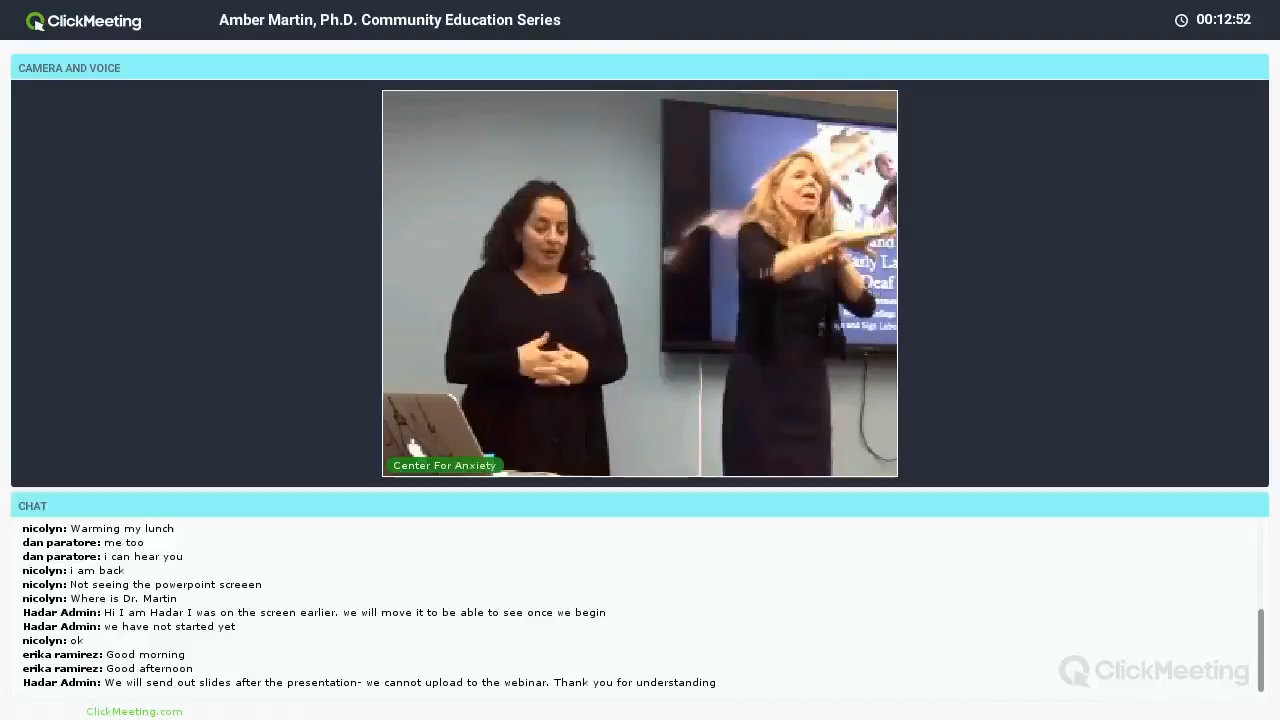 ClickMeeting
Amber Martin, Ph.D. Community Education Series
00:12:52
CAMERA AND VOICE
and
Deaf
and Sign
Center For Anxiety
CHAT
nicolyn: Warming my lunch
dan paratore: me too
dan paratore: i can hear you
nicolyn: i am back
nicolyn: Not seeing the powerpoint screeen
nicolyn: Where is Dr. Martin
Hadar Admin: Hi I am Hadar I was on the screen earlier. we will move it to be able to see once we begin
Hadar Admin: we have not started yet
nicolyn: ok
erika ramirez: Good morning
erika ramirez: Good afternoon
Hadar Admin: We will send out slides after the presentation- we cannot upload to the webinar. Thank you for understanding
ClickMeeting
ClickMeeting.com